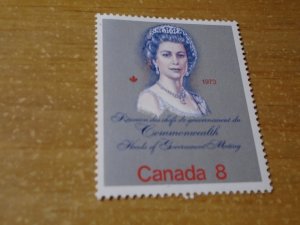 1973
Réunion des chefs de gouvernement du
Commonwealth
Heads of Government Meeting
Canada 8